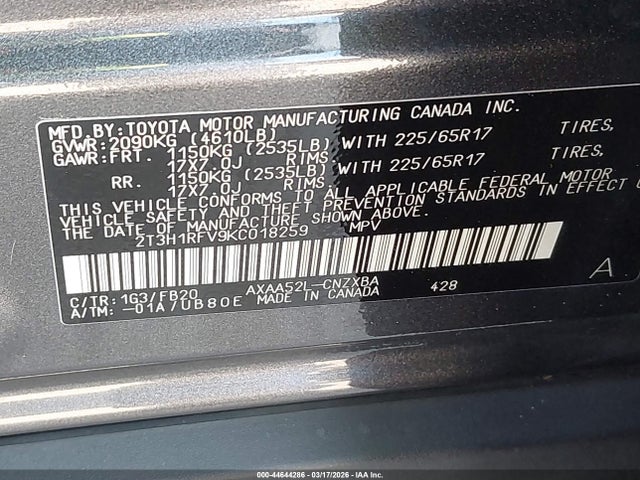 MFD.BY:TOYOTA MOTOR MANUFACTURING CANADA INC.
GVWR:2090KG (4610LB)
GAWR:FRT. 1150KG (2535LB) WITH 225/65R17 TIRES,
17X7.0J RIMS
RR. 1150KG (2535LB) WITH 225/65R17 TIRES,
17X7.0J RIMS
THIS VEHICLE CONFORMS TO ALL APPLICABLE FEDERAL MOTOR
VEHICLE SAFETY AND THEFT PREVENTION STANDARDS IN EFFECT
THE DATE OF MANUFACTURE SHOWN ABOVE.
2T3H1RFV9KC018259 MPV
C/TR: 1G3/FB20 AXAA52L-CNZXBA 428 A
A/TM: -01A/UB80E MADE IN CANADA
00-44644286 - 03/17/2026 - IAA Inc.